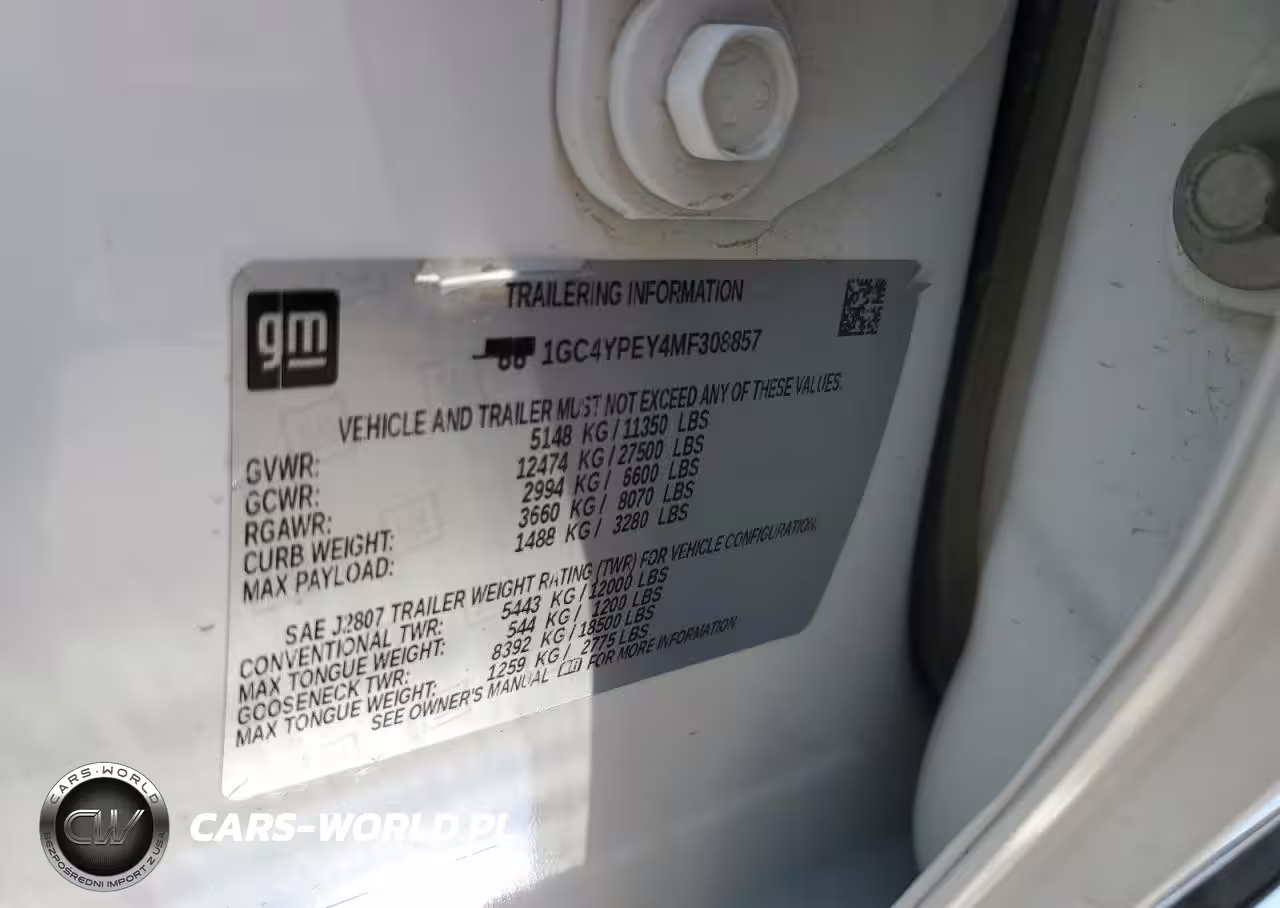 gm
TRAILERING INFORMATION
1GC4YPEY4MF308857
VEHICLE AND TRAILER MUST NOT EXCEED ANY OF THESE VALUES.
GVWR: 5148 KG/11350 LBS
GCWR: 12474 KG/27500 LBS
RGAWR: 2994 KG/ 6600 LBS
CURB WEIGHT: 3660 KG/ 8070 LBS
MAX PAYLOAD: 1488 KG/ 3280 LBS
SAE J2807 TRAILER WEIGHT RATING (TWR) FOR VEHICLE CONFIGURATION.
CONVENTIONAL TWR: 5443 KG/12000 LBS
MAX TONGUE WEIGHT: 544 KG/ 1200 LBS
GOOSENECK TWR: 8392 KG/18500 LBS
MAX TONGUE WEIGHT: 1259 KG/ 2775 LBS
SEE OWNER'S MANUAL FOR MORE INFORMATION
CARS-WORLD
CW
BEZPOŚREDNI IMPORT Z USA
CARS-WORLD.PL